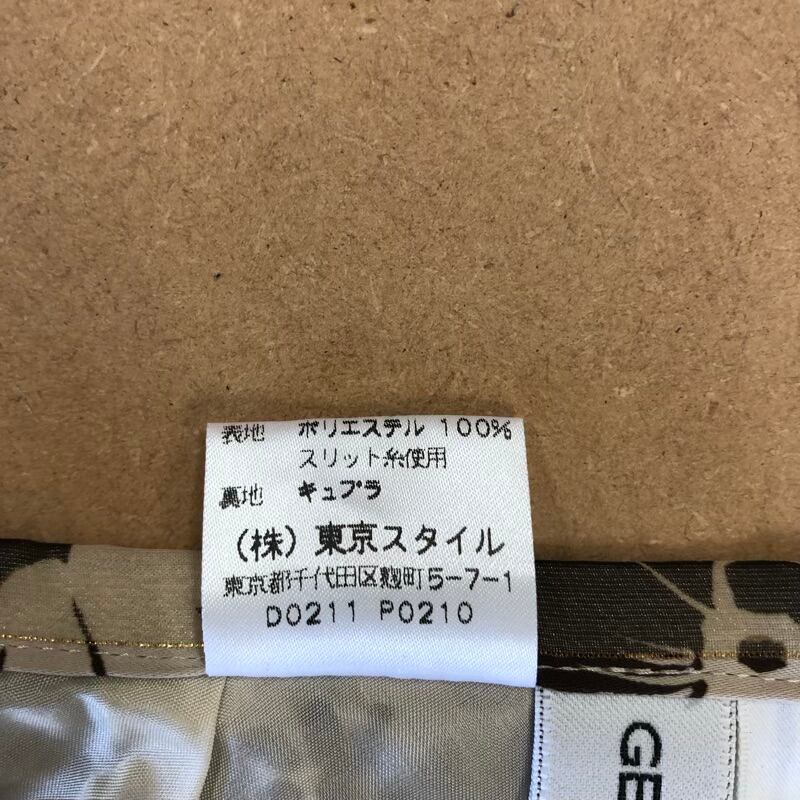 表地 ポリエステル 100%
スリット糸使用
裏地 キュプラ
(株) 東京スタイル
東京都千代田区麹町5-7-1
D0211 P0210
GE